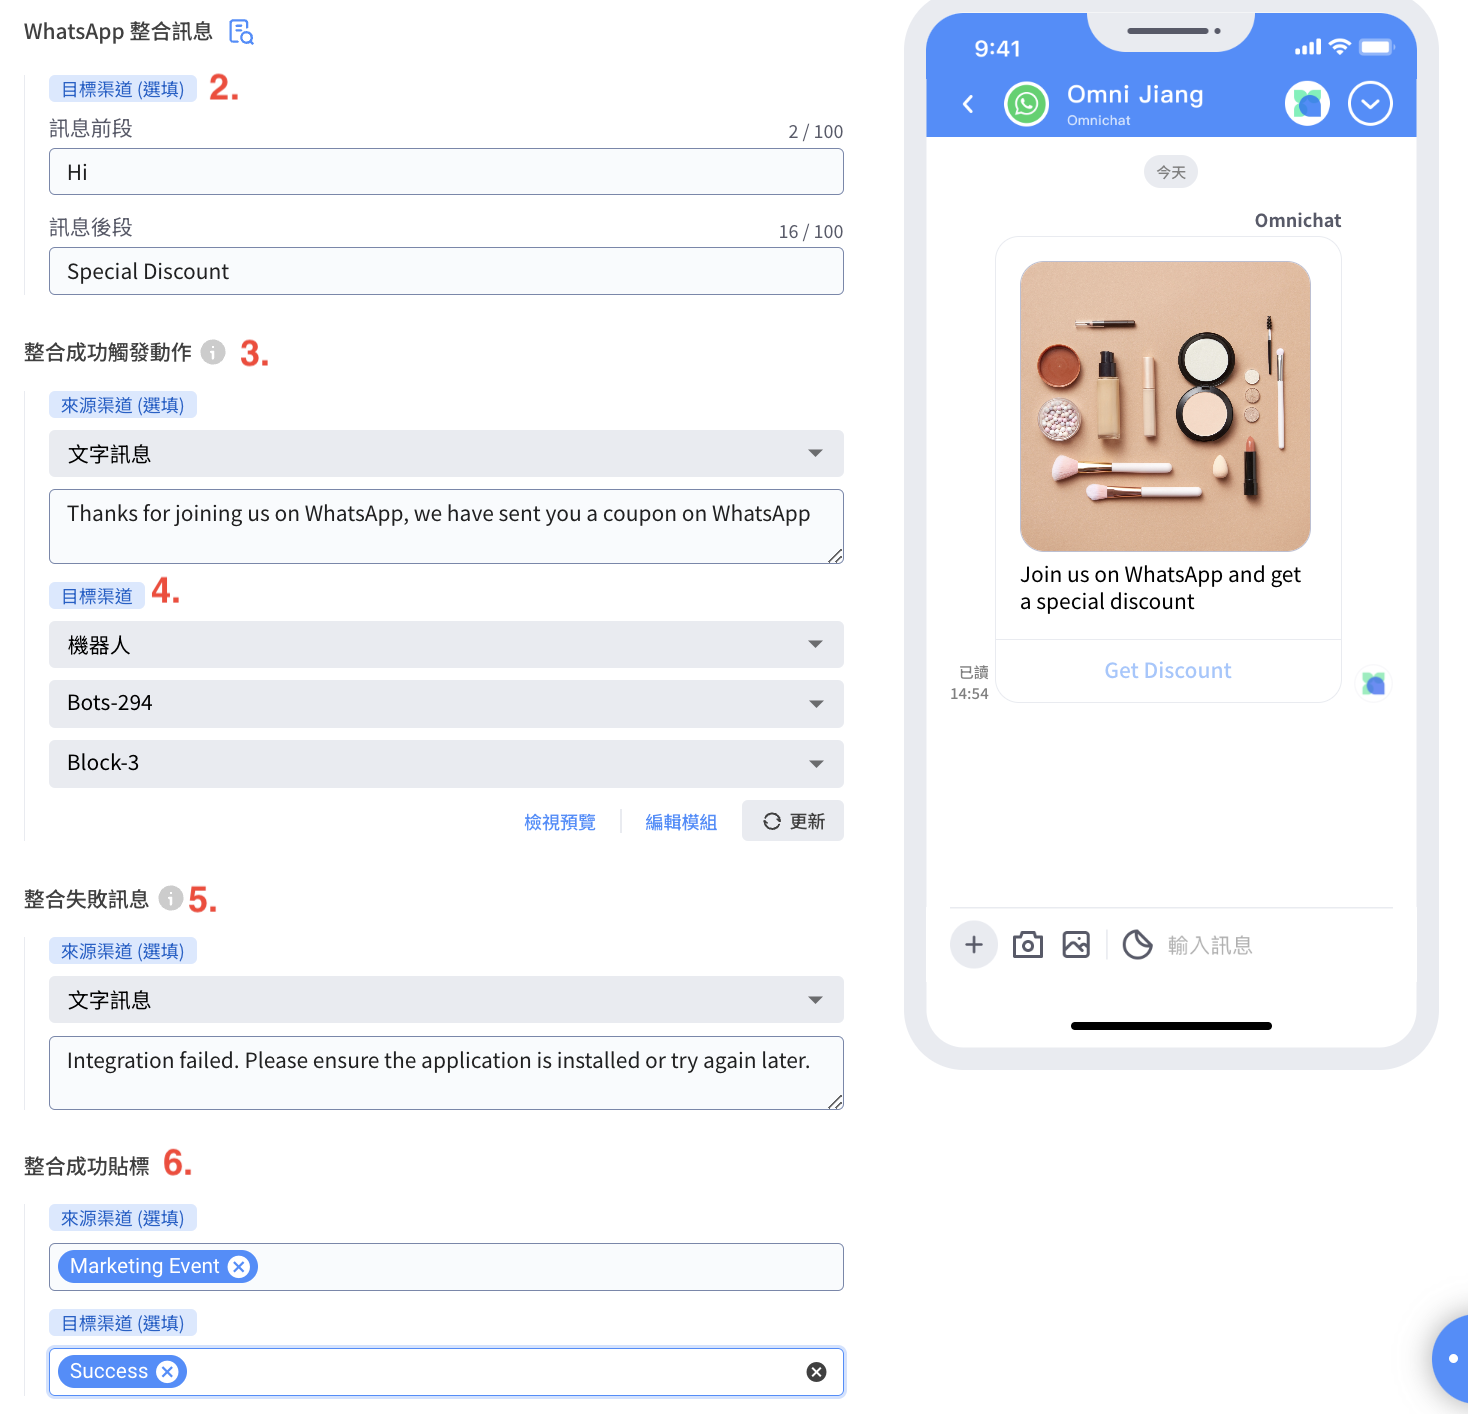 WhatsApp 整合訊息
目標渠道 (選填) 2.
訊息前段
2 / 100
Hi
訊息後段
16 / 100
Special Discount
整合成功觸發動作 3.
來源渠道 (選填)
文字訊息
Thanks for joining us on WhatsApp, we have sent you a coupon on WhatsApp
目標渠道 4.
機器人
Bots-294
Block-3
檢視預覽
編輯模組
更新
整合失敗訊息 5.
來源渠道 (選填)
文字訊息
Integration failed. Please ensure the application is installed or try again later.
整合成功貼標 6.
來源渠道 (選填)
Marketing Event
目標渠道 (選填)
Success
9:41
Omni Jiang
Omnichat
今天
Omnichat
Join us on WhatsApp and get
a special discount
Get Discount
已讀
14:54
輸入訊息